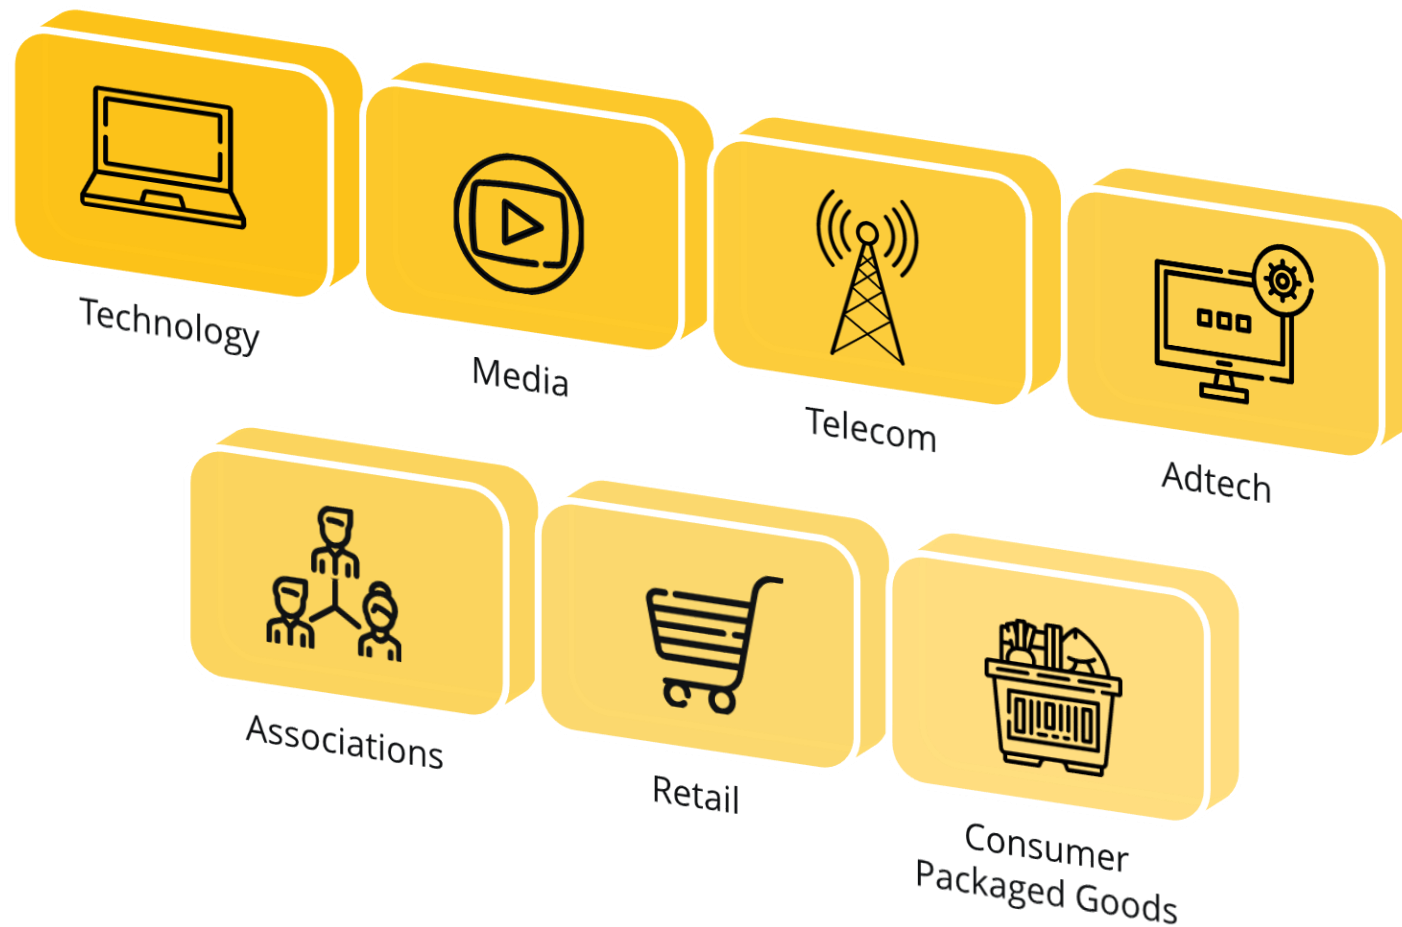 Technology
Media
Telecom
Adtech
Associations
Retail
Consumer
Packaged Goods